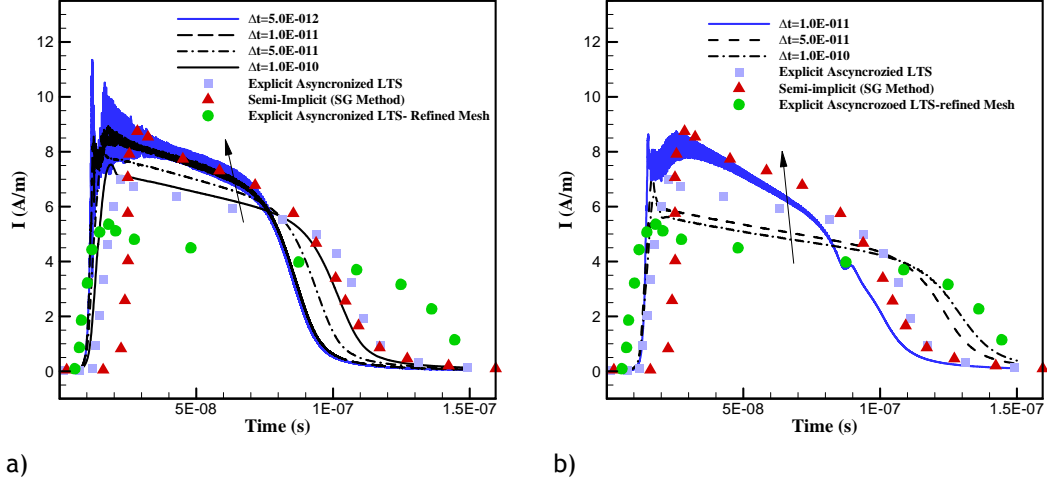 Δt=5.0E-012
Δt=1.0E-011
Δt=5.0E-011
Δt=1.0E-010
Explicit Asyncronized LTS
Semi-Implicit (SG Method)
Explicit Asyncronized LTS- Refined Mesh
12
10
8
6
4
2
0
I (A/m)
5E-08
1E-07
1.5E-07
Time (s)
a)
Δt=1.0E-011
Δt=5.0E-011
Δt=1.0E-010
Explicit Ascyncrozied LTS
Semi-implicit (SG Method)
Explicit Ascyncrozoed LTS-refined Mesh
12
10
8
6
4
2
0
I (A/m)
5E-08
1E-07
1.5E-07
Time (s)
b)